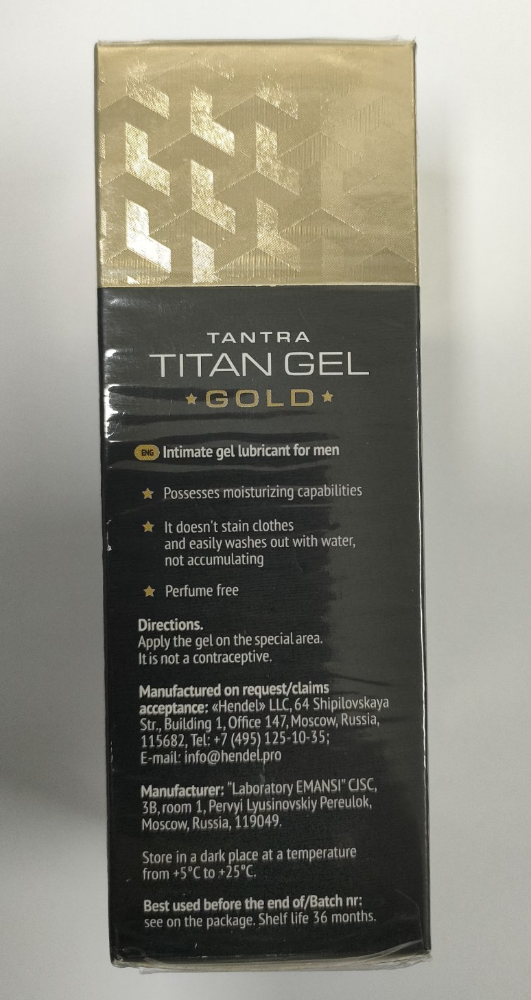 TANTRA
TITAN GEL
★ GOLD ★
ENG Intimate gel lubricant for men
★ Possesses moisturizing capabilities
★ It doesn't stain clothes
and easily washes out with water,
not accumulating
★ Perfume free
Directions.
Apply the gel on the special area.
It is not a contraceptive.
Manufactured on request/claims
acceptance: «Hendel» LLC, 64 Shipilovskaya
Str., Building 1, Office 147, Moscow, Russia,
115682, Tel: +7 (495) 125-10-35;
E-mail: info@hendel.pro
Manufacturer: "Laboratory EMANSI" CJSC,
3B, room 1, Pervyi Lyusinovskiy Pereulok,
Moscow, Russia, 119049.
Store in a dark place at a temperature
from +5°C to +25°C.
Best used before the end of/Batch nr:
see on the package. Shelf life 36 months.